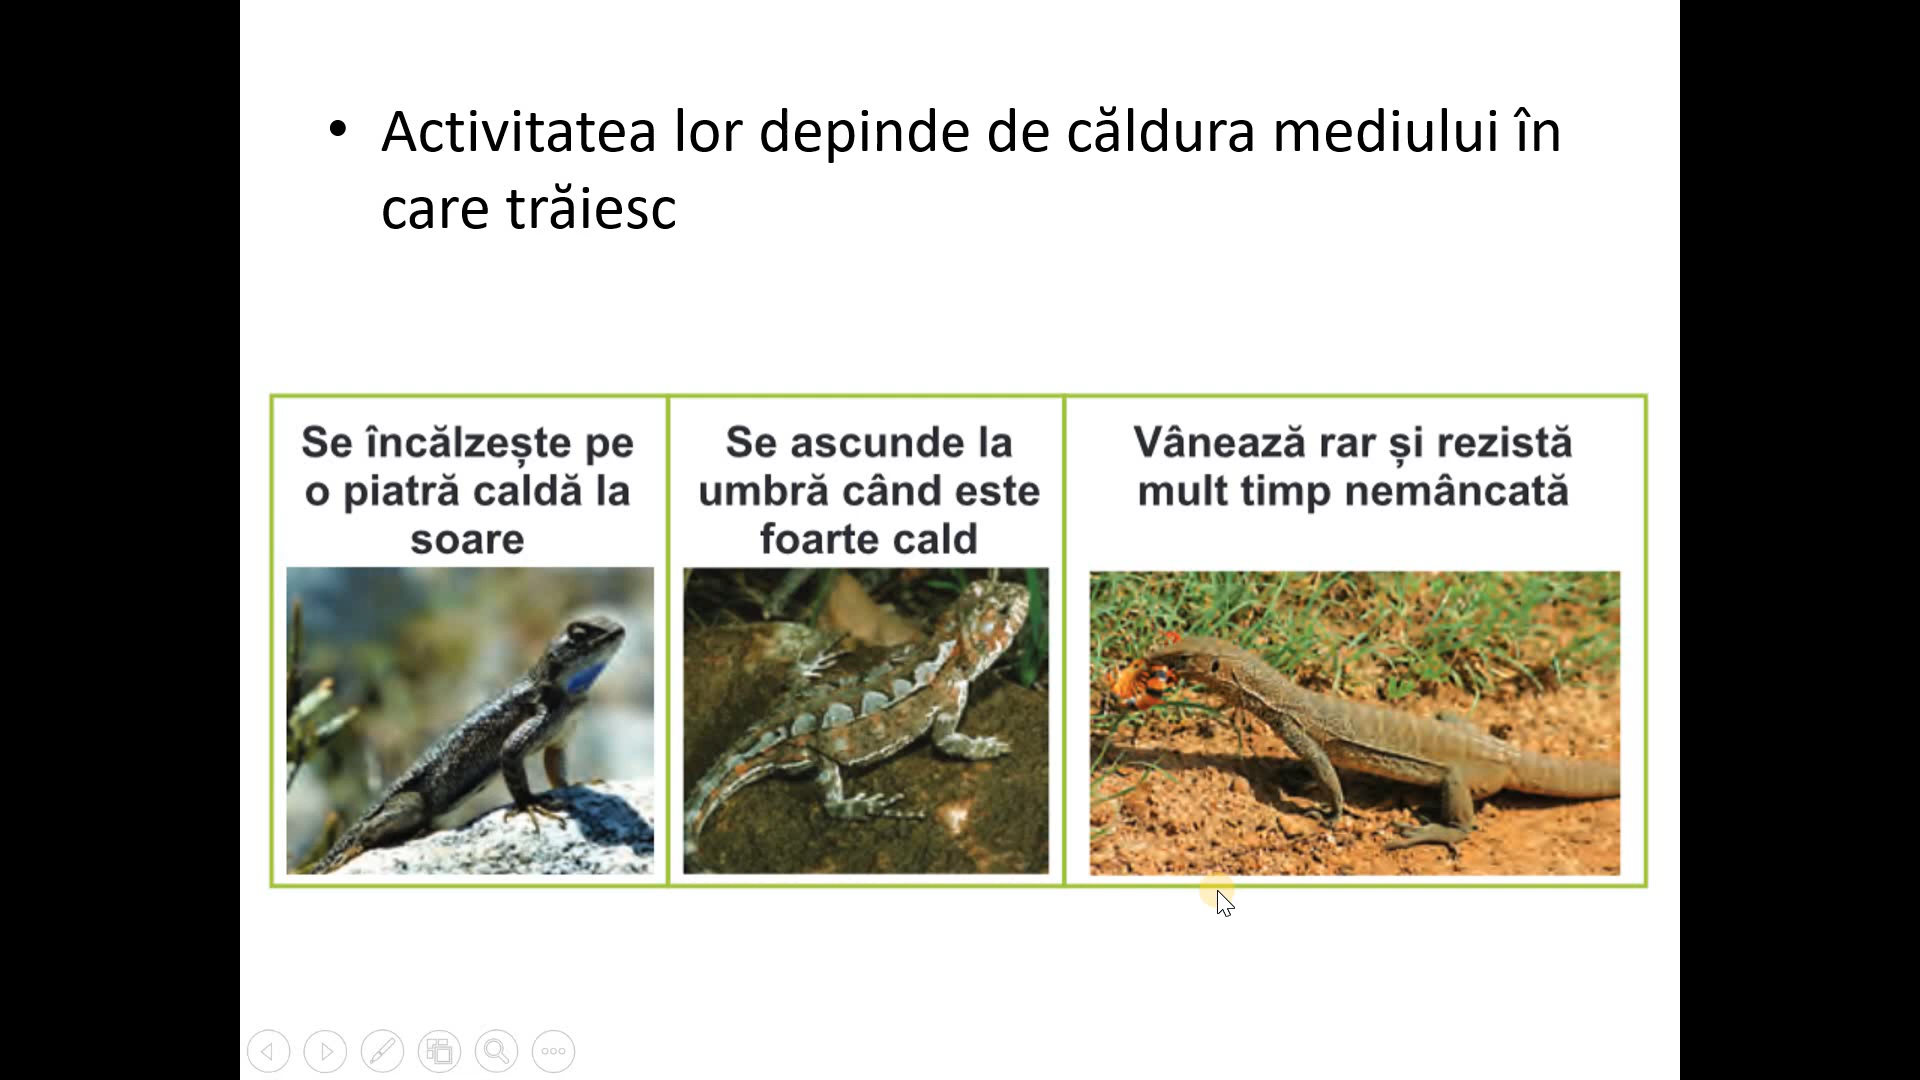 • Activitatea lor depinde de căldura mediului în
care trăiesc
Se încălzește pe
o piatră caldă la
soare
Se ascunde la
umbră când este
foarte cald
Vânează rar și rezistă
mult timp nemâncată